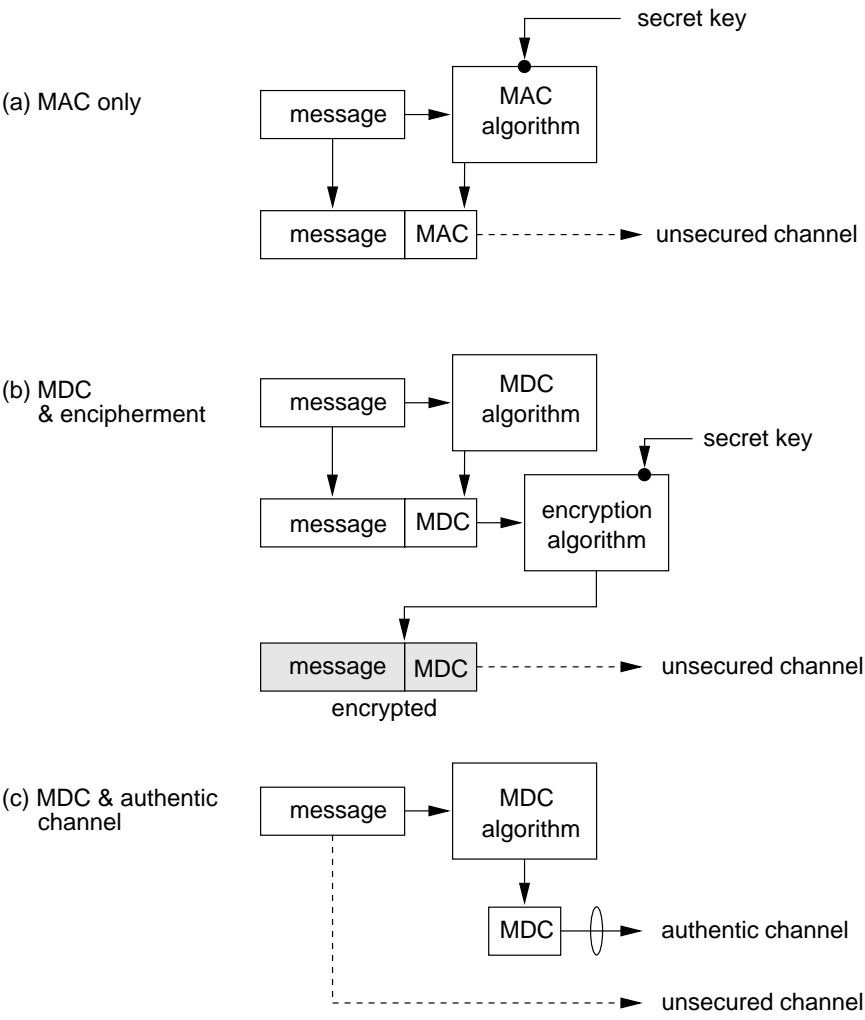 secret key
(a) MAC only
message
MAC
algorithm
message
MAC
unsecured channel
(b) MDC
& encipherment
message
MDC
algorithm
secret key
message
MDC
encryption
algorithm
message
MDC
unsecured channel
encrypted
(c) MDC & authentic
channel
message
MDC
algorithm
MDC
authentic channel
unsecured channel